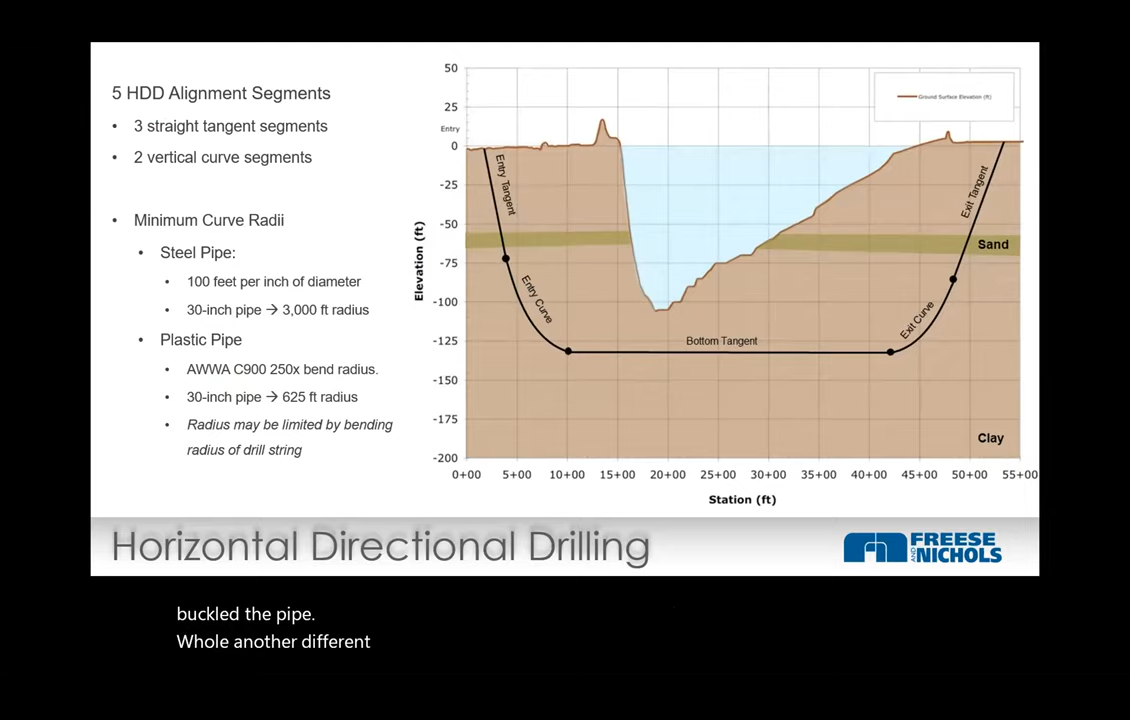 5 HDD Alignment Segments
• 3 straight tangent segments
• 2 vertical curve segments
• Minimum Curve Radii
• Steel Pipe:
• 100 feet per inch of diameter
• 30-inch pipe → 3,000 ft radius
• Plastic Pipe
• AWWA C900 250x bend radius.
• 30-inch pipe → 625 ft radius
• Radius may be limited by bending
radius of drill string
Elevation (ft)
50
25
Entry
0
-25
-50
-75
-100
-125
-150
-175
-200
Ground Surface Elevation (ft)
Entry Tangent
Entry Curve
Bottom Tangent
Exit Curve
Exit Tangent
Sand
Clay
0+00 5+00 10+00 15+00 20+00 25+00 30+00 35+00 40+00 45+00 50+00 55+00
Station (ft)
Horizontal Directional Drilling
FREESE
AND NICHOLS
buckled the pipe.
Whole another different